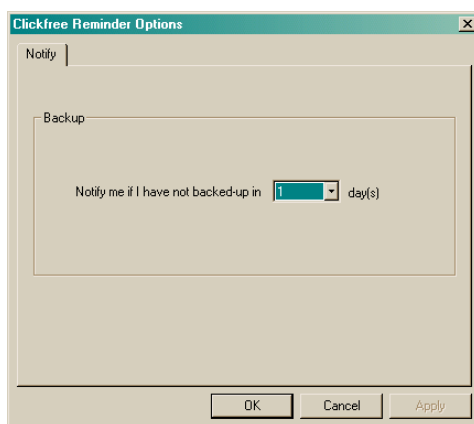 Clickfree Reminder Options
Notify
Backup
Notify me if I have not backed-up in 1 day(s)
OK Cancel Apply